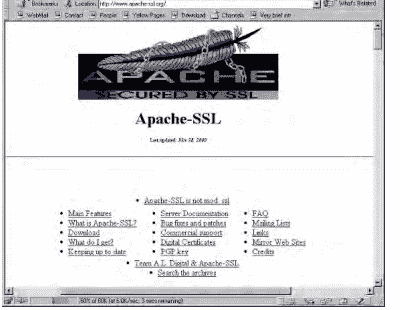 Bookmarks Location: http://www.apache-ssl.org/ What's Related
WebMail Contact People Yellow Pages Download Channels
APACHE
SECURED BY SSL
Apache-SSL
Last updated:
Apache-SSL is not mod_ssl
Main Features Server Documentation FAQ
What is Apache-SSL? Bug fixes and patches Mailing Lists
Download Commercial support Links
What do I get? Digital Certificates Mirror Web Sites
Keeping up to date PGP key Credits
Team A.L. Digital & Apache-SSL
Search the archives